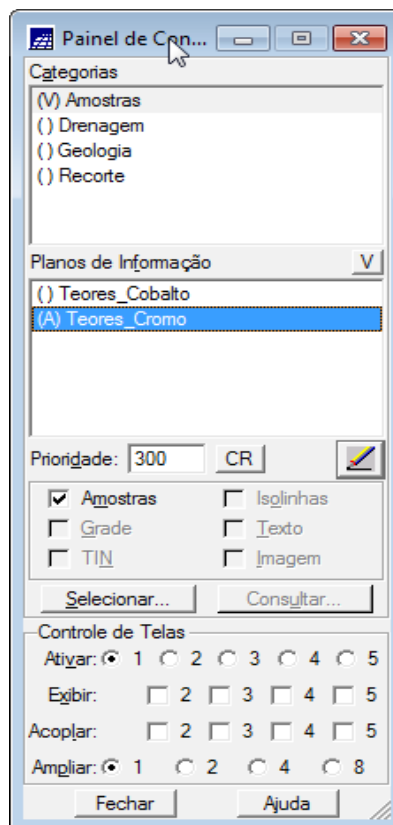 Painel de Con...
Categorias
(V) Amostras
( ) Drenagem
( ) Geologia
( ) Recorte
Planos de Informação V
( ) Teores_Cobalto
(A) Teores_Cromo
Prioridade: 300 CR
Amostras Isolinhas
Grade Texto
TIN Imagem
Selecionar... Consultar...
Controle de Telas
Ativar: 1 2 3 4 5
Exibir: 2 3 4 5
Acoplar: 2 3 4 5
Ampliar: 1 2 4 8
Fechar Ajuda